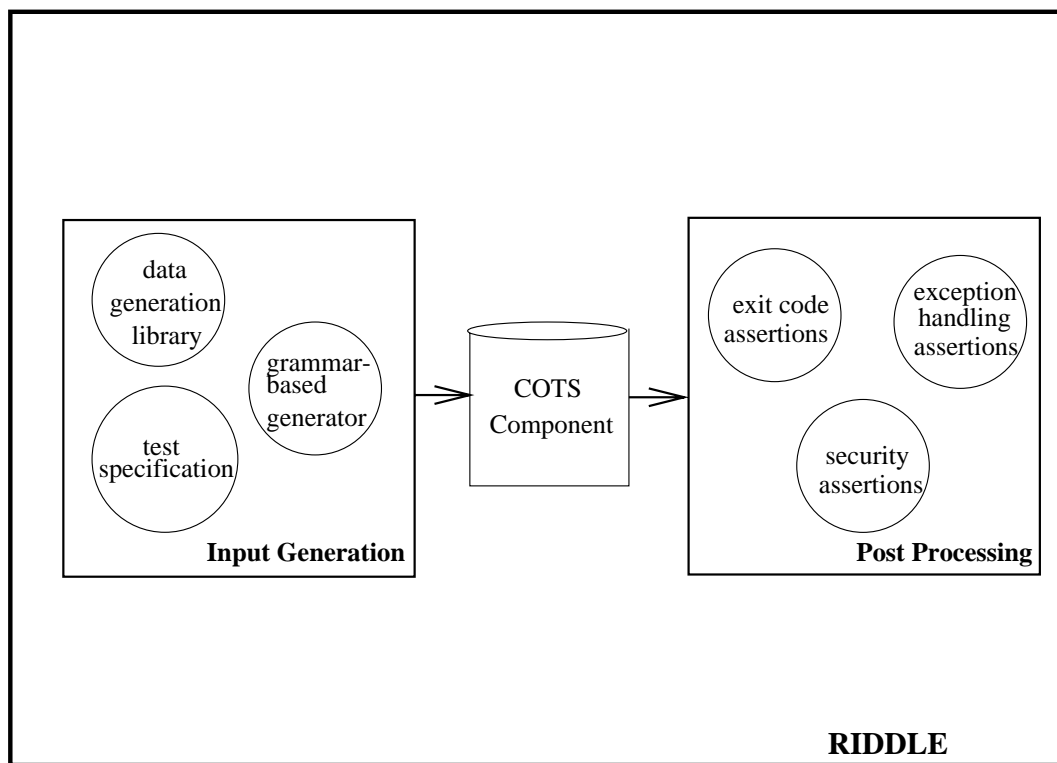 data
generation
library
grammar-
based
generator
test
specification
Input Generation
COTS
Component
exit code
assertions
exception
handling
assertions
security
assertions
Post Processing
RIDDLE